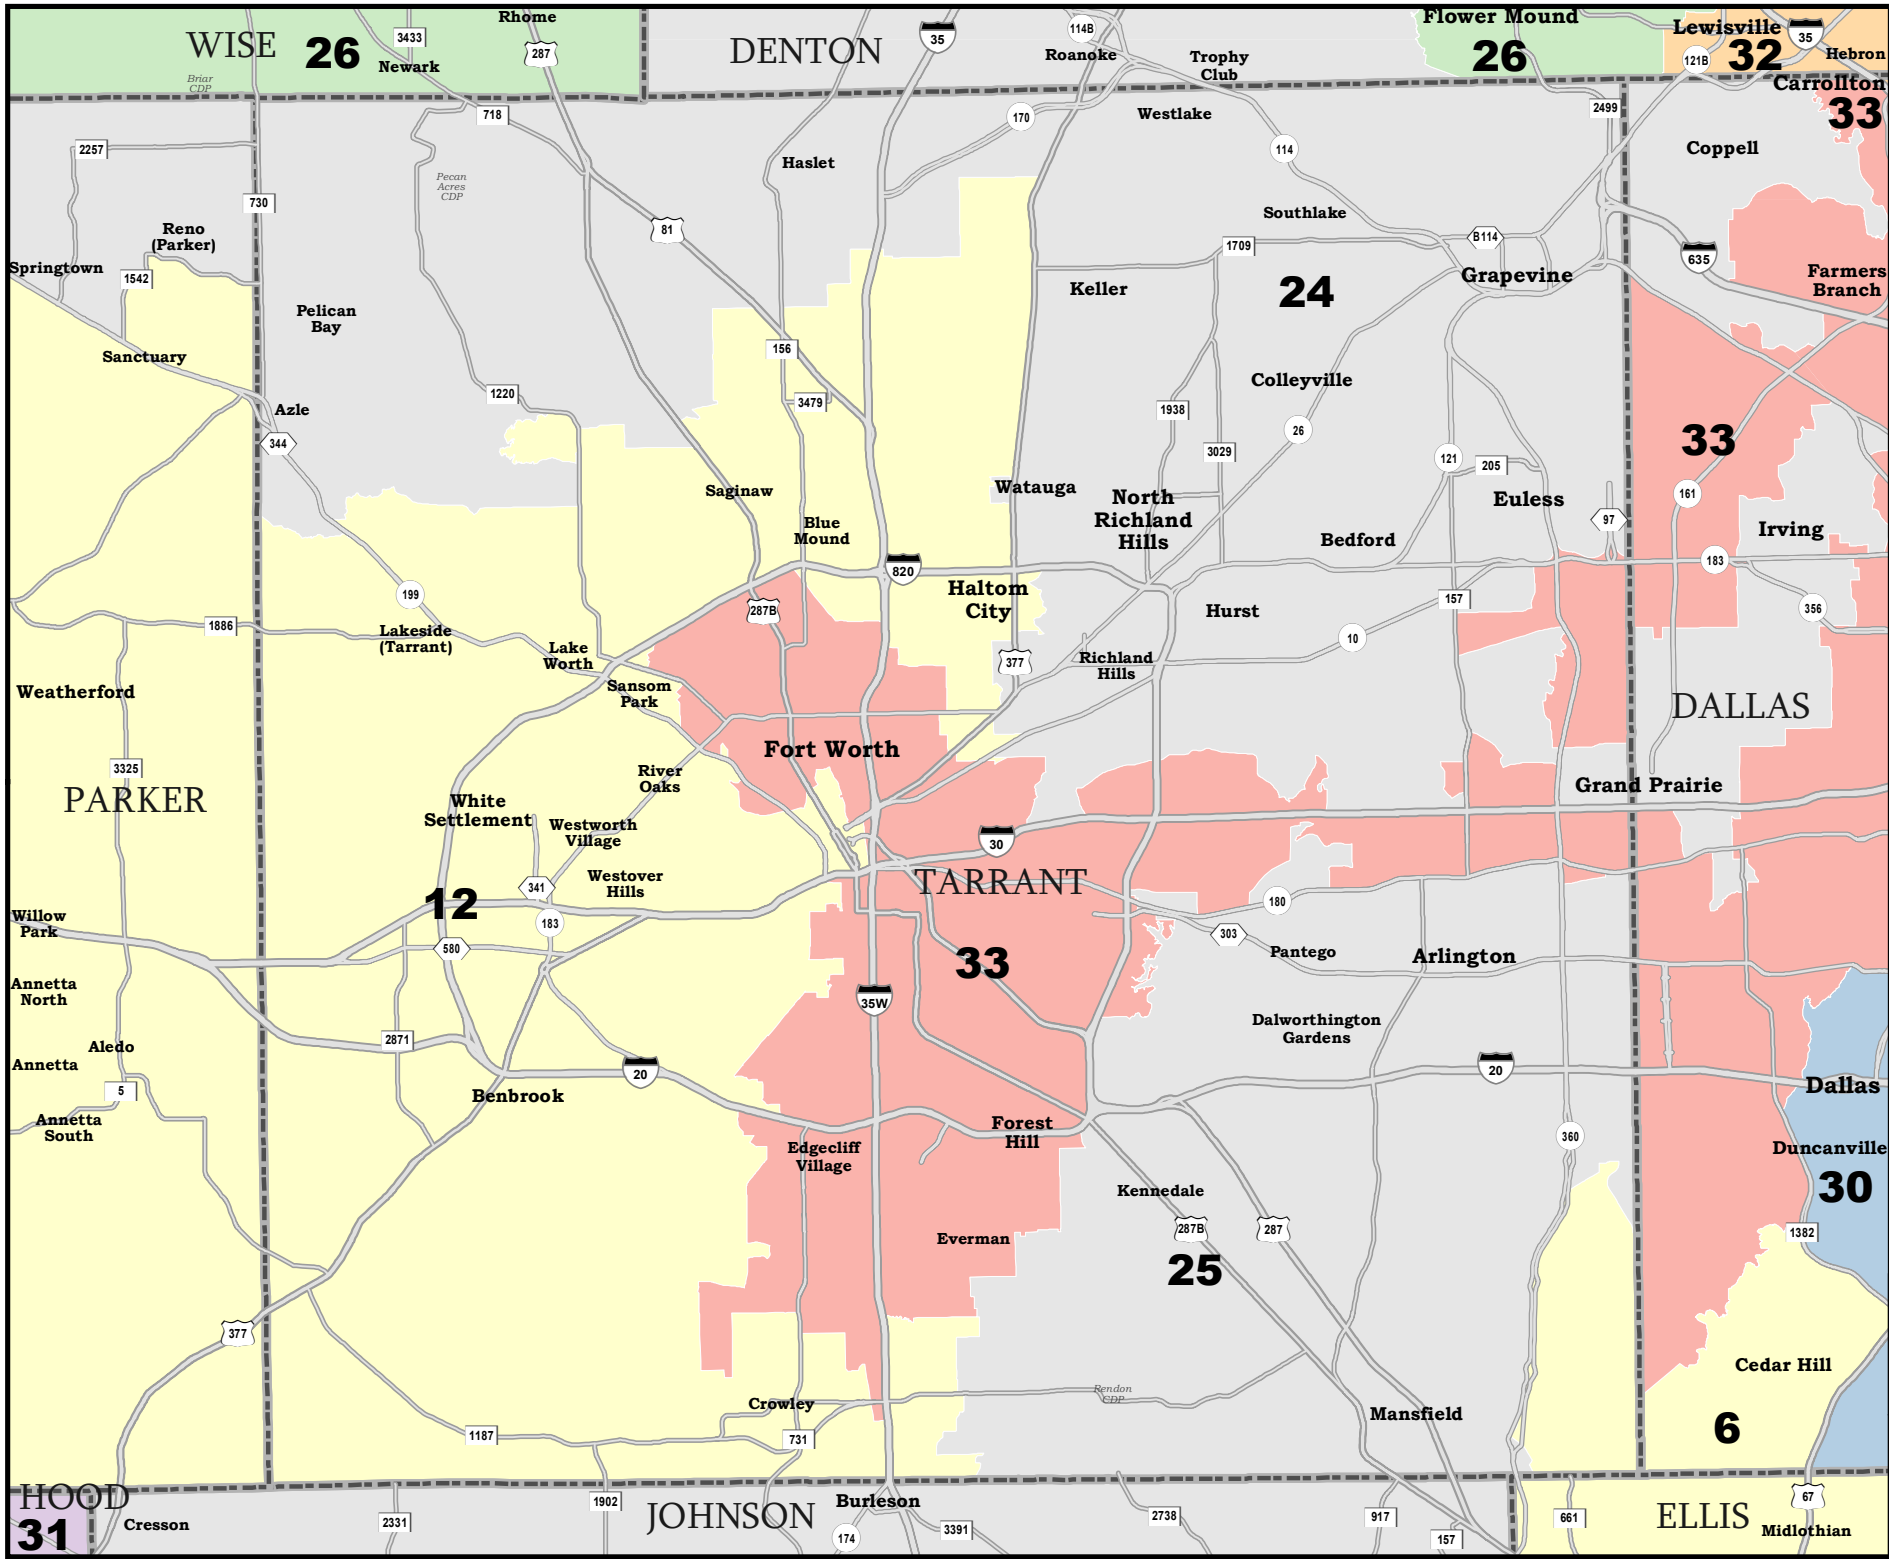 Rhome
Flower Mound
Lewisville
WISE
26
3433
Newark
287
DENTON
35
114B
Roanoke
Trophy
Club
26
121B
32
35
Hebron
Briar
CDP
Carrollton
33
718
170
Westlake
2499
2257
Haslet
114
Coppell
Pecan
Acres
CDP
730
Southlake
Reno
(Parker)
81
1709
B114
635
Springtown
1542
Keller
24
Grapevine
Farmers
Branch
Pelican
Bay
Sanctuary
156
Colleyville
1220
3479
Azle
1938
26
33
344
3029
121
205
Saginaw
Watauga
North
Richland
Hills
Euless
161
Blue
Mound
97
Irving
Bedford
820
183
199
Haltom
City
287B
Hurst
157
356
1886
Lakeside
(Tarrant)
10
Lake
Worth
377
Richland
Hills
Weatherford
Sansom
Park
DALLAS
Fort Worth
3325
River
Oaks
Grand Prairie
PARKER
White
Settlement
Westworth
Village
30
TARRANT
341
Westover
Hills
12
180
Willow
Park
183
303
580
Pantego
Arlington
33
Annetta
North
35W
Dalworthington
Gardens
2871
Aledo
Annetta
20
20
5
Benbrook
Dallas
Annetta
South
Forest
Hill
360
Edgecliff
Village
Duncanville
Kennedale
30
287B
287
1382
Everman
25
377
Cedar Hill
Rendon
CDP
Crowley
Mansfield
6
1187
731
HOOD
31
Cresson
2331
1902
JOHNSON
Burleson
174
3391
2738
917
157
661
ELLIS
67
Midlothian